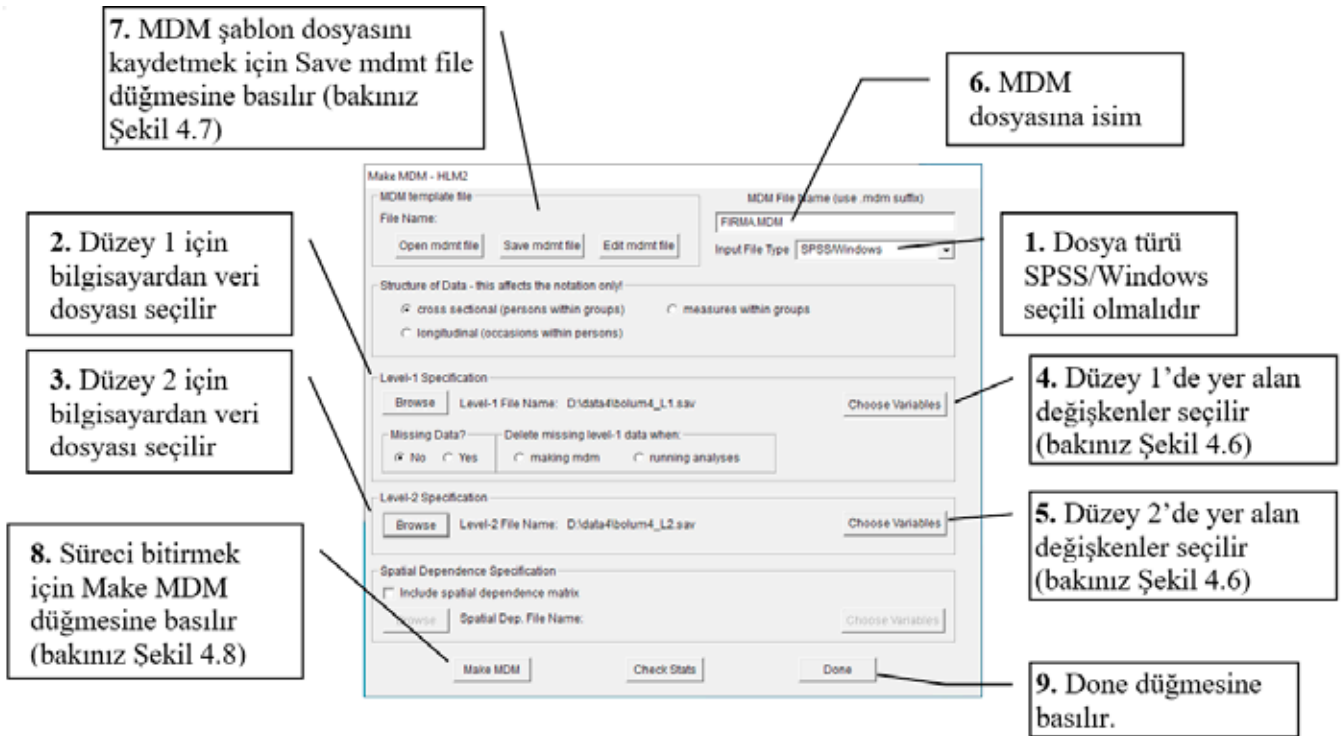 7. MDM şablon dosyasını
kaydetmek için Save mdmt file
düğmesine basılır (bakınız
Şekil 4.7)
6. MDM
dosyasına isim
2. Düzey 1 için
bilgisayardan veri
dosyası seçilir
3. Düzey 2 için
bilgisayardan veri
dosyası seçilir
8. Süreci bitirmek
için Make MDM
düğmesine basılır
(bakınız Şekil 4.8)
Make MDM - HLM2
MDM template file
File Name:
Open mdmt file Save mdmt file Edit mdmt file
MDM File Name (use .mdm suffix)
FIRMA.MDM
Input File Type SPSS/Windows
Structure of Data - this affects the notation only!
cross sectional (persons within groups) measures within groups
longitudinal (occasions within persons)
Level-1 Specification
Browse Level-1 File Name: D:\data4\bolum4_L1.sav Choose Variables
Missing Data? Delete missing level-1 data when:
No Yes making mdm running analyses
Level-2 Specification
Browse Level-2 File Name: D:\data4\bolum4_L2.sav Choose Variables
Spatial Dependence Specification
Include spatial dependence matrix
Browse Spatial Dep. File Name: Choose Variables
Make MDM Check Stats Done
1. Dosya türü
SPSS/Windows
seçili olmalıdır
4. Düzey 1’de yer alan
değişkenler seçilir
(bakınız Şekil 4.6)
5. Düzey 2’de yer alan
değişkenler seçilir
(bakınız Şekil 4.6)
9. Done düğmesine
basılır.